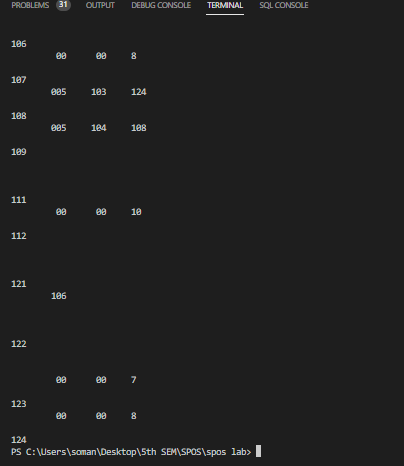 PROBLEMS 31 OUTPUT DEBUG CONSOLE TERMINAL SQL CONSOLE
106
00 00 8
107
005 103 124
108
005 104 108
109
111
00 00 10
112
121
106
122
00 00 7
123
00 00 8
124
PS C:\Users\soman\Desktop\5th SEM\SPOS\spos lab>